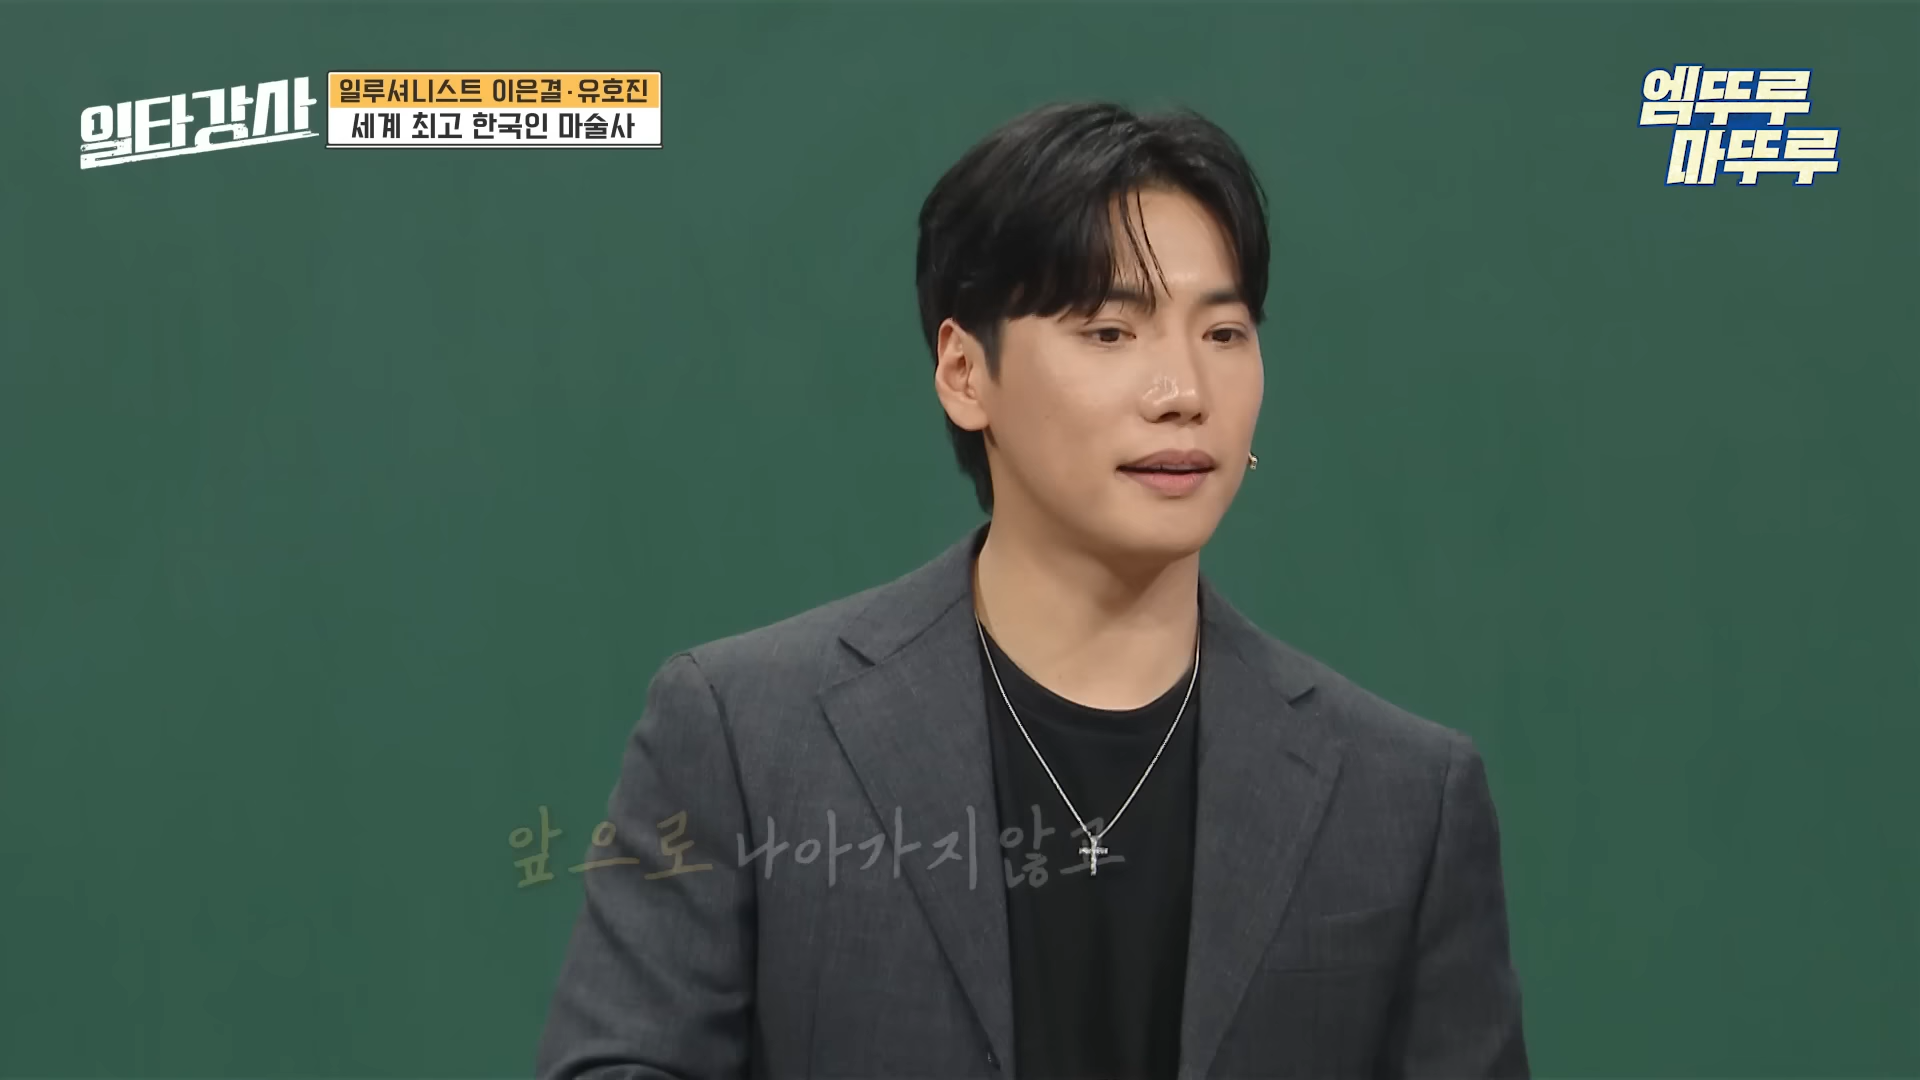 일타강사
일루셔니스트 이은결·유호진
세계 최고 한국인 마술사
엠뚜루
마뚜루
앞으로 나아가지 않고